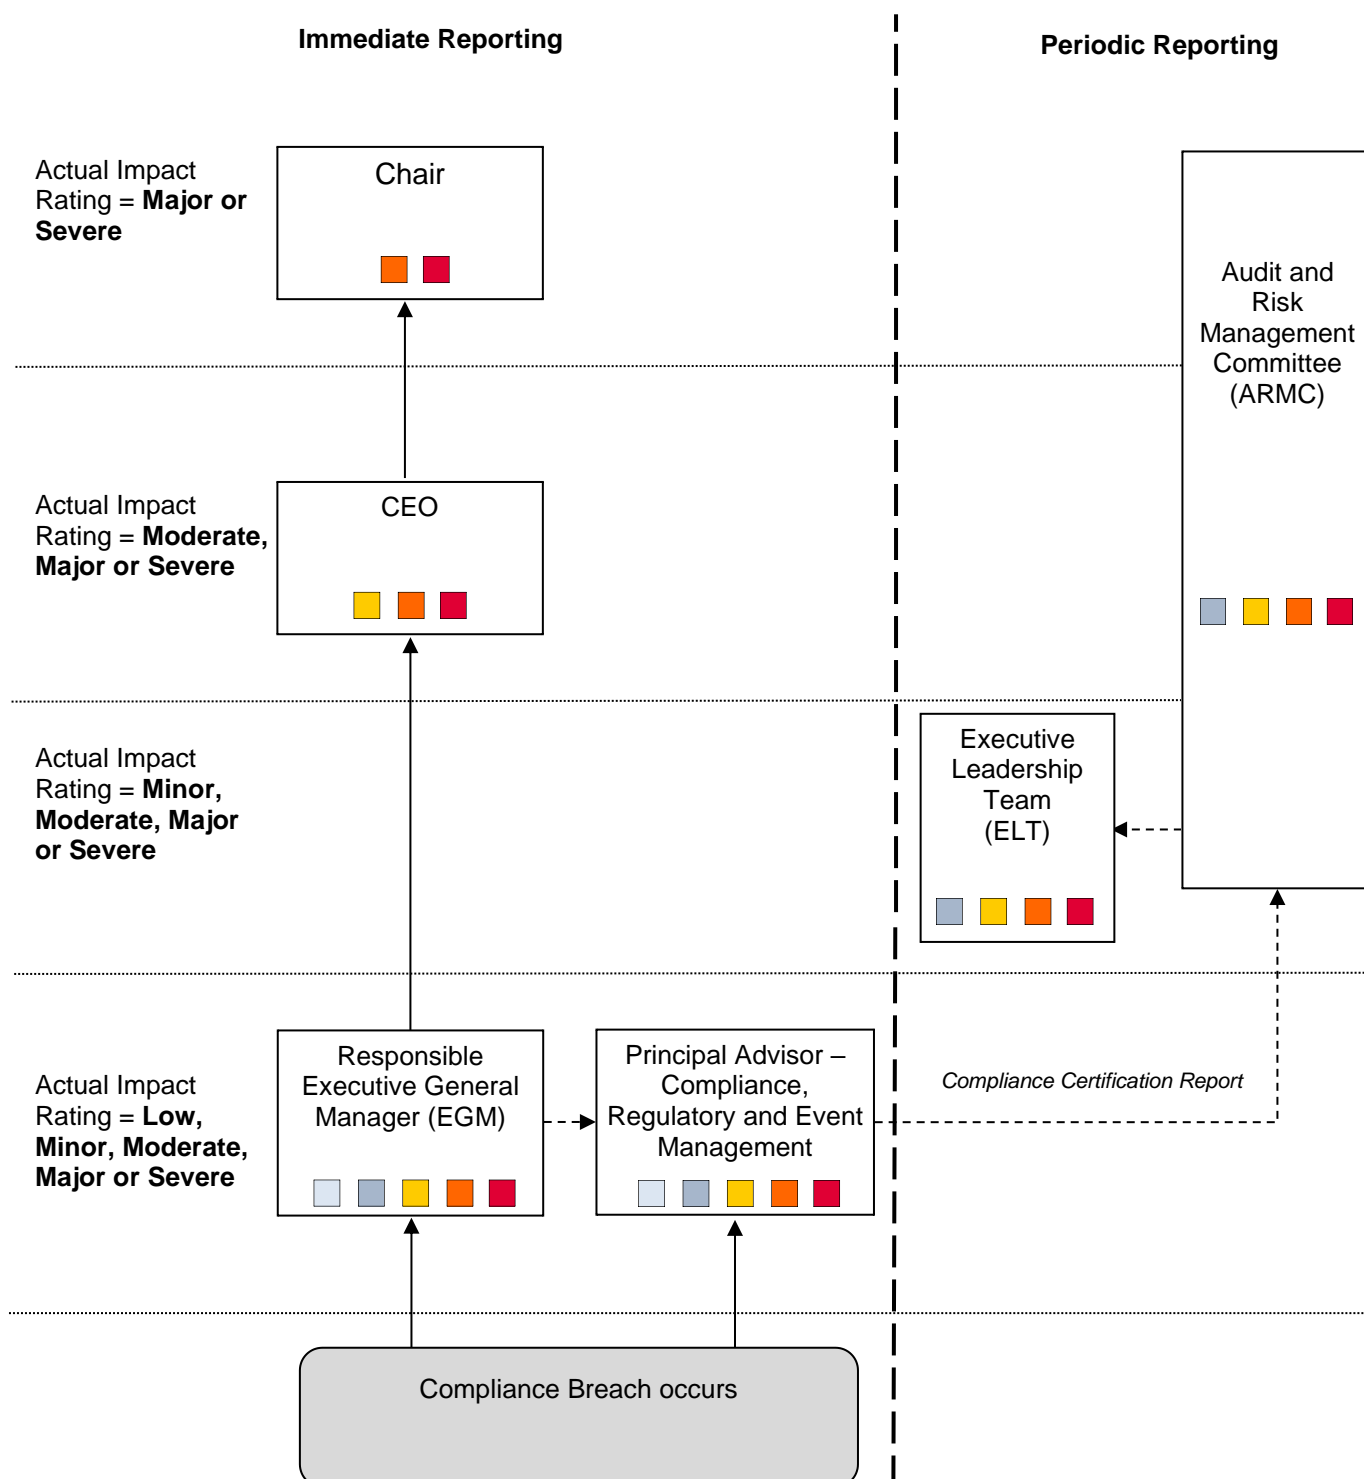 Immediate Reporting
Periodic Reporting
Actual Impact
Rating = Major or
Severe
Chair
Audit and
Risk
Management
Committee
(ARMC)
Actual Impact
Rating = Moderate,
Major or Severe
CEO
Actual Impact
Rating = Minor,
Moderate, Major
or Severe
Executive
Leadership
Team
(ELT)
Actual Impact
Rating = Low,
Minor, Moderate,
Major or Severe
Responsible
Executive General
Manager (EGM)
Principal Advisor –
Compliance,
Regulatory and Event
Management
Compliance Certification Report
Compliance Breach occurs